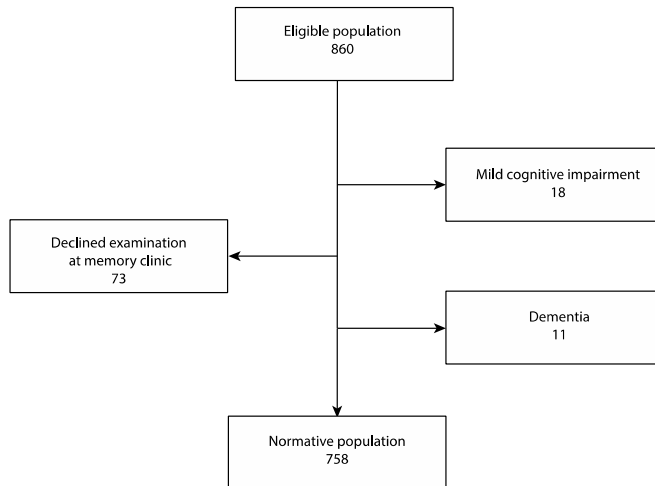 Eligible population
860
Mild cognitive impairment
18
Declined examination
at memory clinic
73
Dementia
11
Normative population
758